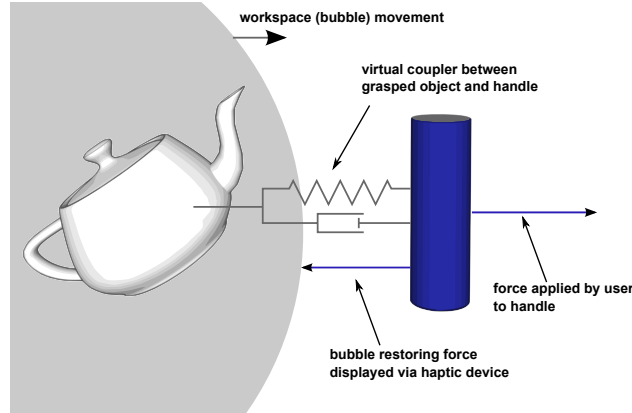 workspace (bubble) movement
virtual coupler between
grasped object and handle
force applied by user
to handle
bubble restoring force
displayed via haptic device